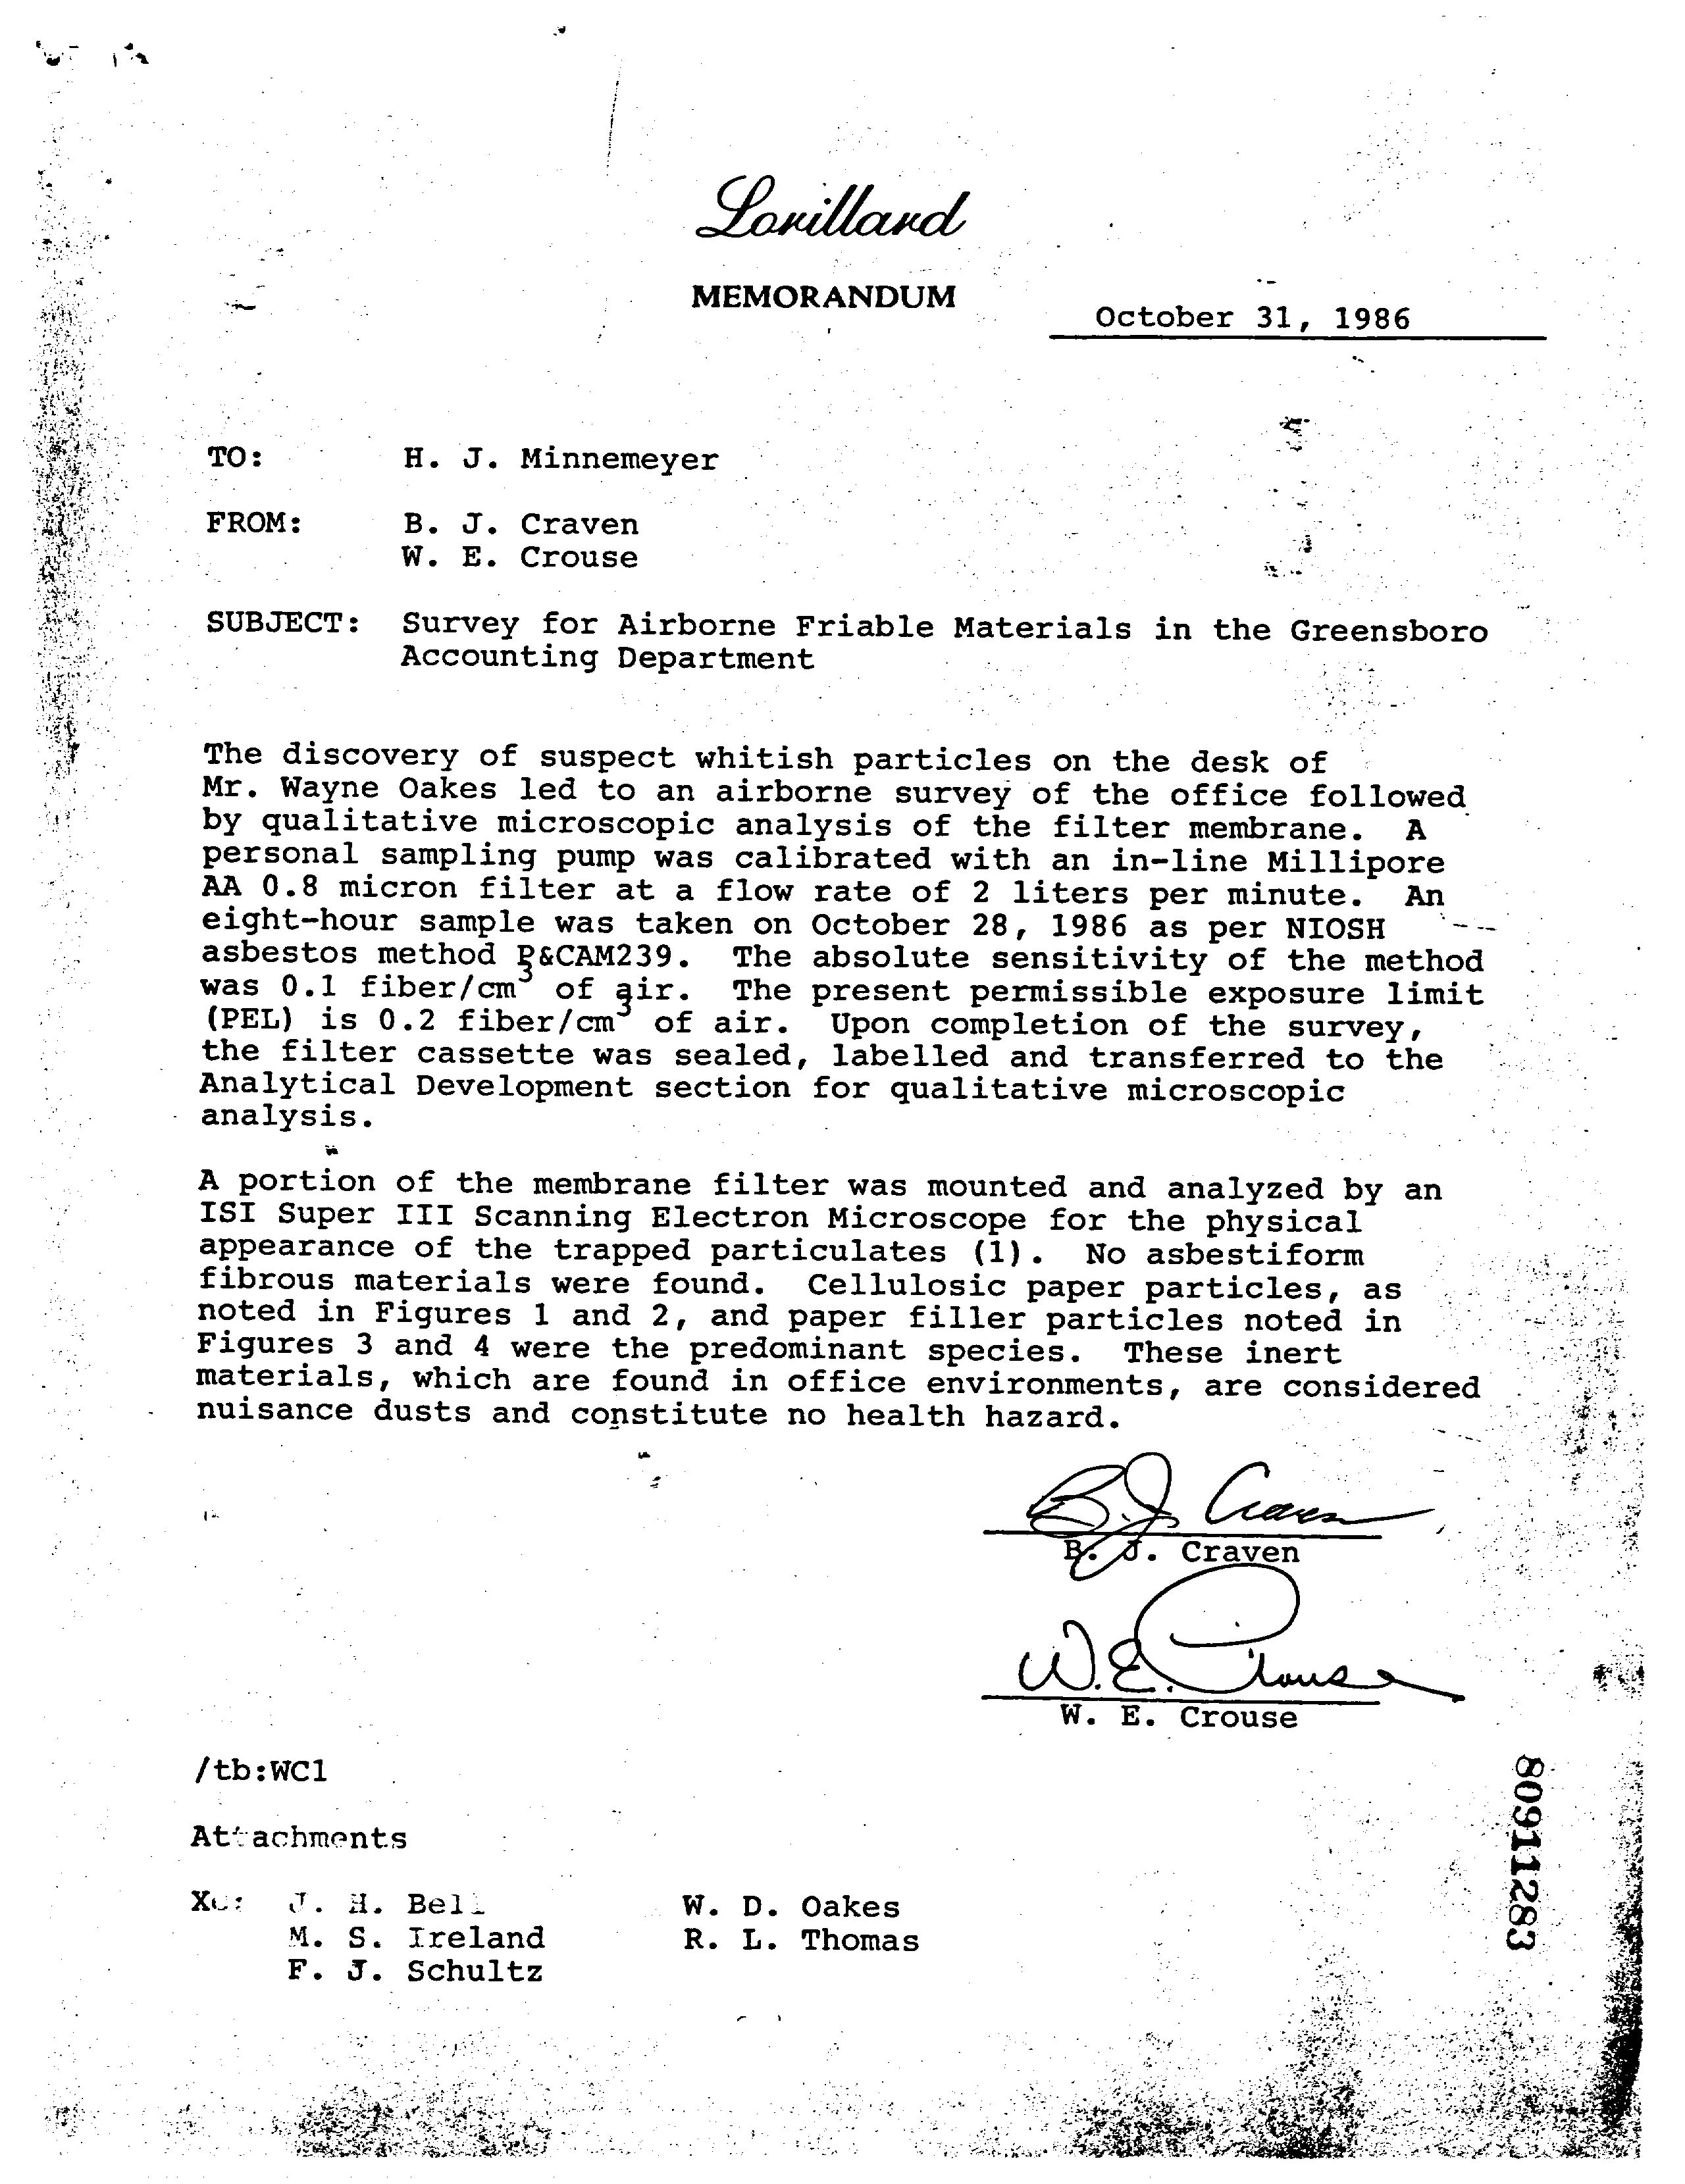 Lorillard
MEMORANDUM
October 31, 1986
TO: H. J. Minnemeyer
FROM: B. J. Craven
W. E. Crouse
SUBJECT: Survey for Airborne Friable Materials in the Greensboro
Accounting Department
The discovery of suspect whitish particles on the desk of
Mr. Wayne Oakes led to an airborne survey of the office followed
by qualitative microscopic analysis of the filter membrane. A
personal sampling pump was calibrated with an in-line Millipore
AA 0.8 micron filter at a flow rate of 2 liters per minute. An
eight-hour sample was taken on October 28, 1986 as per NIOSH
asbestos method P&CAM239. The absolute sensitivity of the method
was 0.1 fiber/cm³ of air. The present permissible exposure limit
(PEL) is 0.2 fiber/cm³ of air. Upon completion of the survey,
the filter cassette was sealed, labelled and transferred to the
Analytical Development section for qualitative microscopic
analysis.
A portion of the membrane filter was mounted and analyzed by an
ISI Super III Scanning Electron Microscope for the physical
appearance of the trapped particulates (1). No asbestiform
fibrous materials were found. Cellulosic paper particles, as
noted in Figures 1 and 2, and paper filler particles noted in
Figures 3 and 4 were the predominant species. These inert
materials, which are found in office environments, are considered
nuisance dusts and constitute no health hazard.
B. J. Craven
B. J. Craven
W. E. Crouse
W. E. Crouse
/tb:WC1
Attachments
Xc: J. H. Bell W. D. Oakes
M. S. Ireland R. L. Thomas
F. J. Schultz
80911283